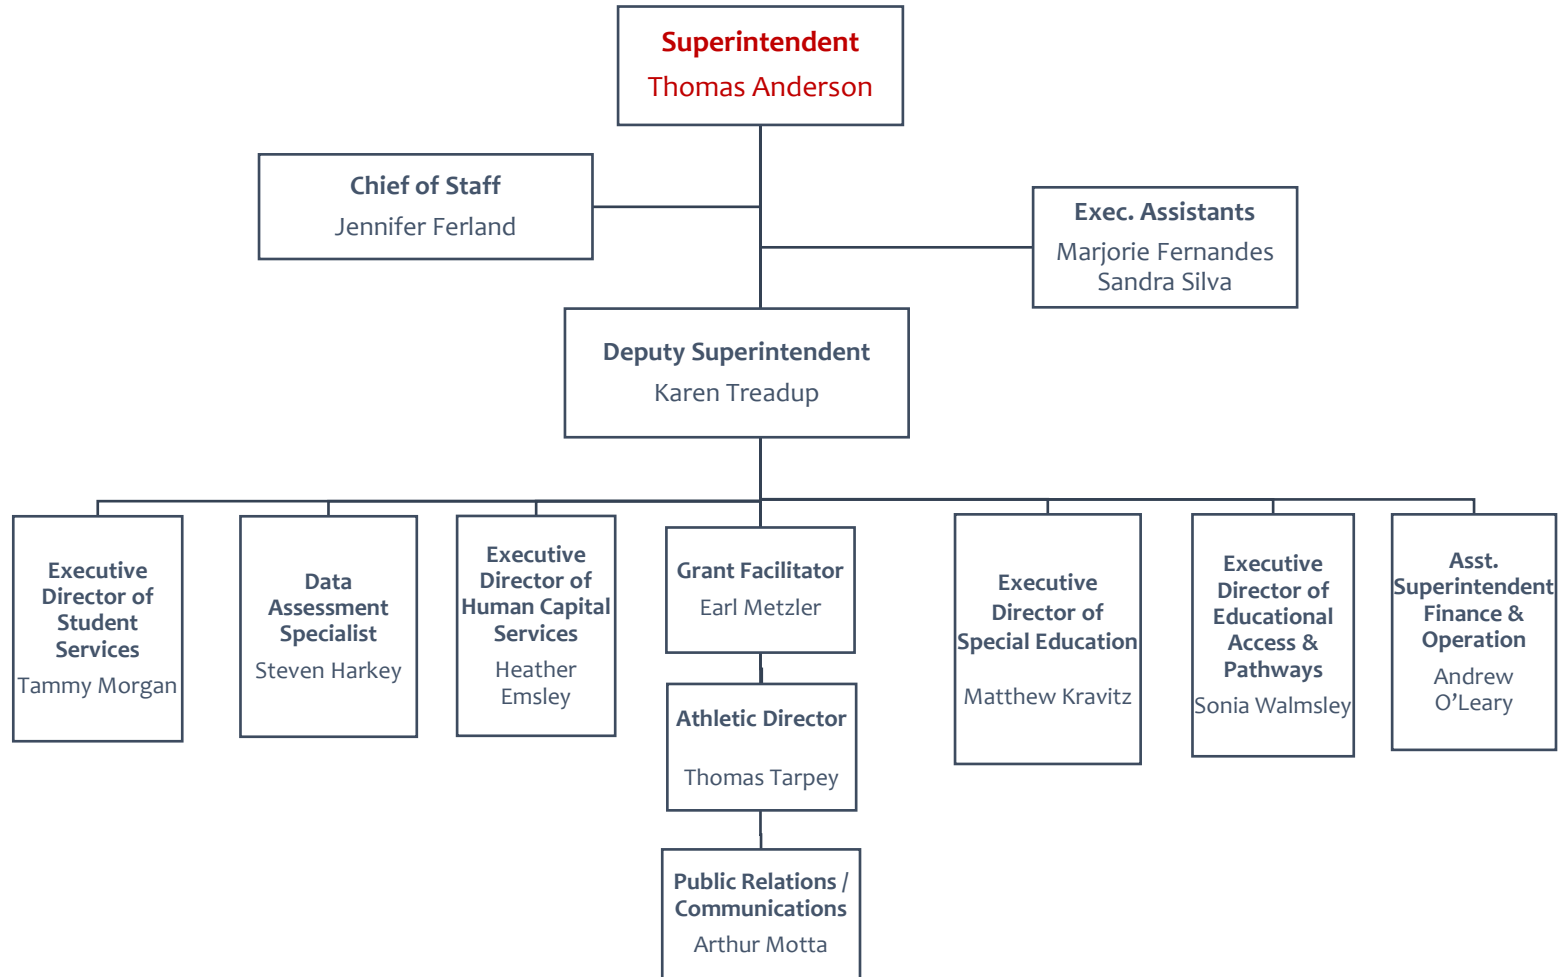 Superintendent
Thomas Anderson
Chief of Staff
Jennifer Ferland
Exec. Assistants
Marjorie Fernandes
Sandra Silva
Deputy Superintendent
Karen Treadup
Executive
Director of
Student
Services
Tammy Morgan
Data
Assessment
Specialist
Steven Harkey
Executive
Director of
Human Capital
Services
Heather
Emsley
Grant Facilitator
Earl Metzler
Athletic Director
Thomas Tarpey
Public Relations /
Communications
Arthur Motta
Executive
Director of
Special Education
Matthew Kravitz
Executive
Director of
Educational
Access &
Pathways
Sonia Walmsley
Asst.
Superintendent
Finance &
Operation
Andrew
O’Leary